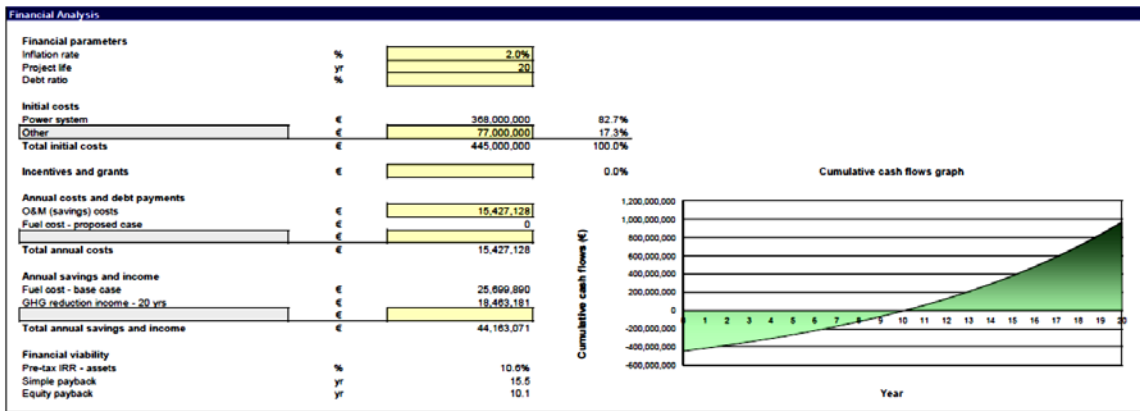 Financial Analysis
Financial parameters
Inflation rate % 2.0%
Project life yr 20
Debt ratio %
Initial costs
Power system € 368,000,000 82.7%
Other € 77,000,000 17.3%
Total initial costs € 445,000,000 100.0%
Incentives and grants € 0.0%
Annual costs and debt payments
O&M (savings) costs € 15,427,128
Fuel cost - proposed case € 0
€
Total annual costs € 15,427,128
Annual savings and income
Fuel cost - base case € 25,699,890
GHG reduction income - 20 yrs € 18,463,181
€
Total annual savings and income € 44,163,071
Financial viability
Pre-tax IRR - assets % 10.6%
Simple payback yr 15.5
Equity payback yr 10.1
Cumulative cash flows graph
Cumulative cash flows (€)
1,200,000,000
1,000,000,000
800,000,000
600,000,000
400,000,000
200,000,000
0
0 1 2 3 4 5 6 7 8 9 10 11 12 13 14 15 16 17 18 19 20
-200,000,000
-400,000,000
-600,000,000
Year